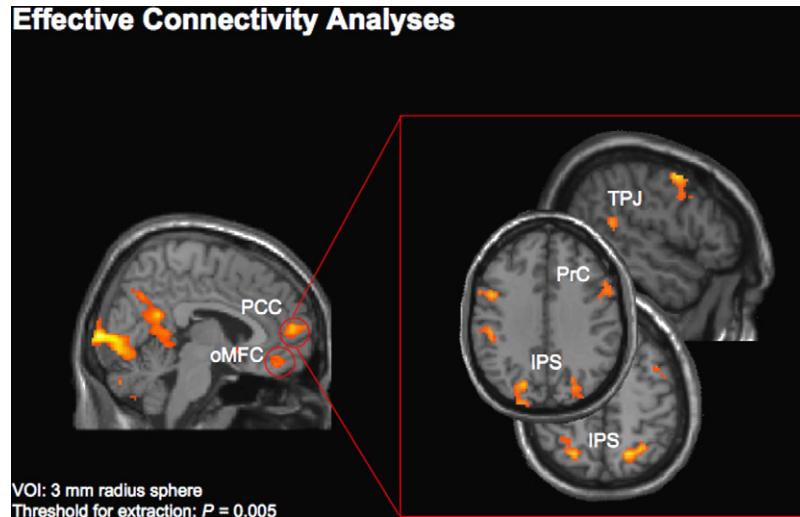 Effective Connectivity Analyses
TPJ
PCC
PrC
oMFC
IPS
IPS
VOI: 3 mm radius sphere
Threshold for extraction: P = 0.005